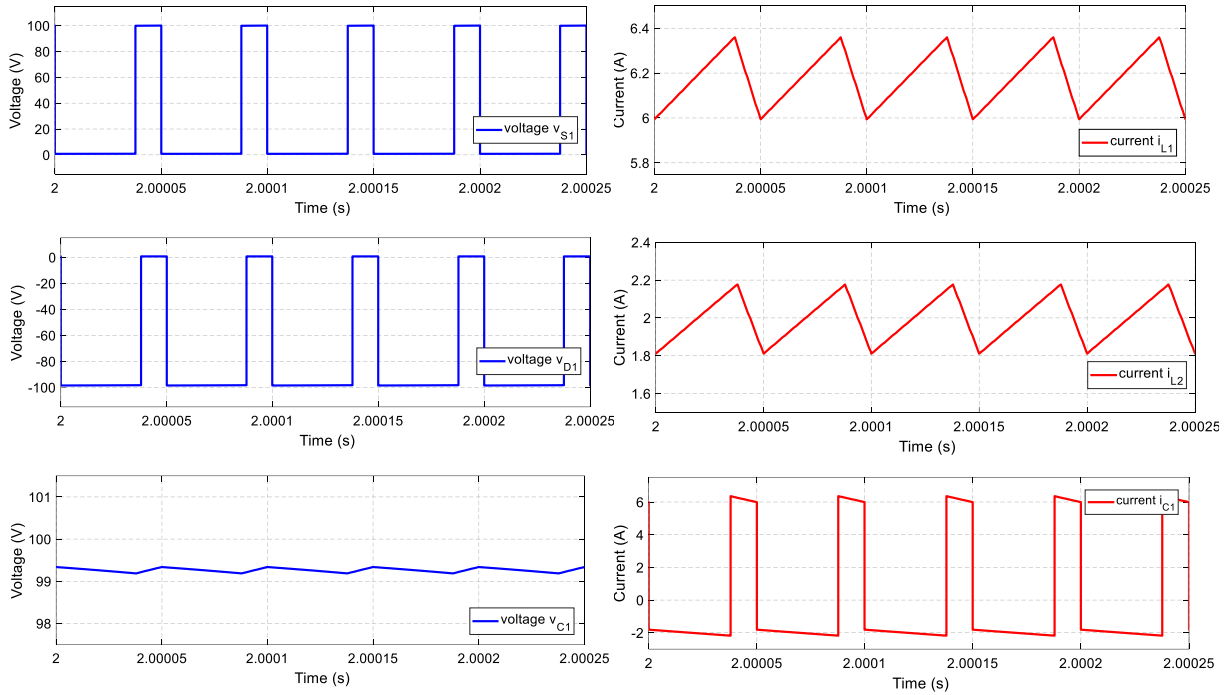 100
80
60
40
20
0
Voltage (V)
voltage v_S1
2 2.00005 2.0001 2.00015 2.0002 2.00025
Time (s)
6.4
6.2
6
5.8
Current (A)
current i_L1
2 2.00005 2.0001 2.00015 2.0002 2.00025
Time (s)
0
-20
-40
-60
-80
-100
Voltage (V)
voltage v_D1
2 2.00005 2.0001 2.00015 2.0002 2.00025
Time (s)
2.4
2.2
2
1.8
1.6
Current (A)
current i_L2
2 2.00005 2.0001 2.00015 2.0002 2.00025
Time (s)
101
100
99
98
Voltage (V)
voltage v_C1
2 2.00005 2.0001 2.00015 2.0002 2.00025
Time (s)
6
4
2
0
-2
Current (A)
current i_C1
2 2.00005 2.0001 2.00015 2.0002 2.00025
Time (s)